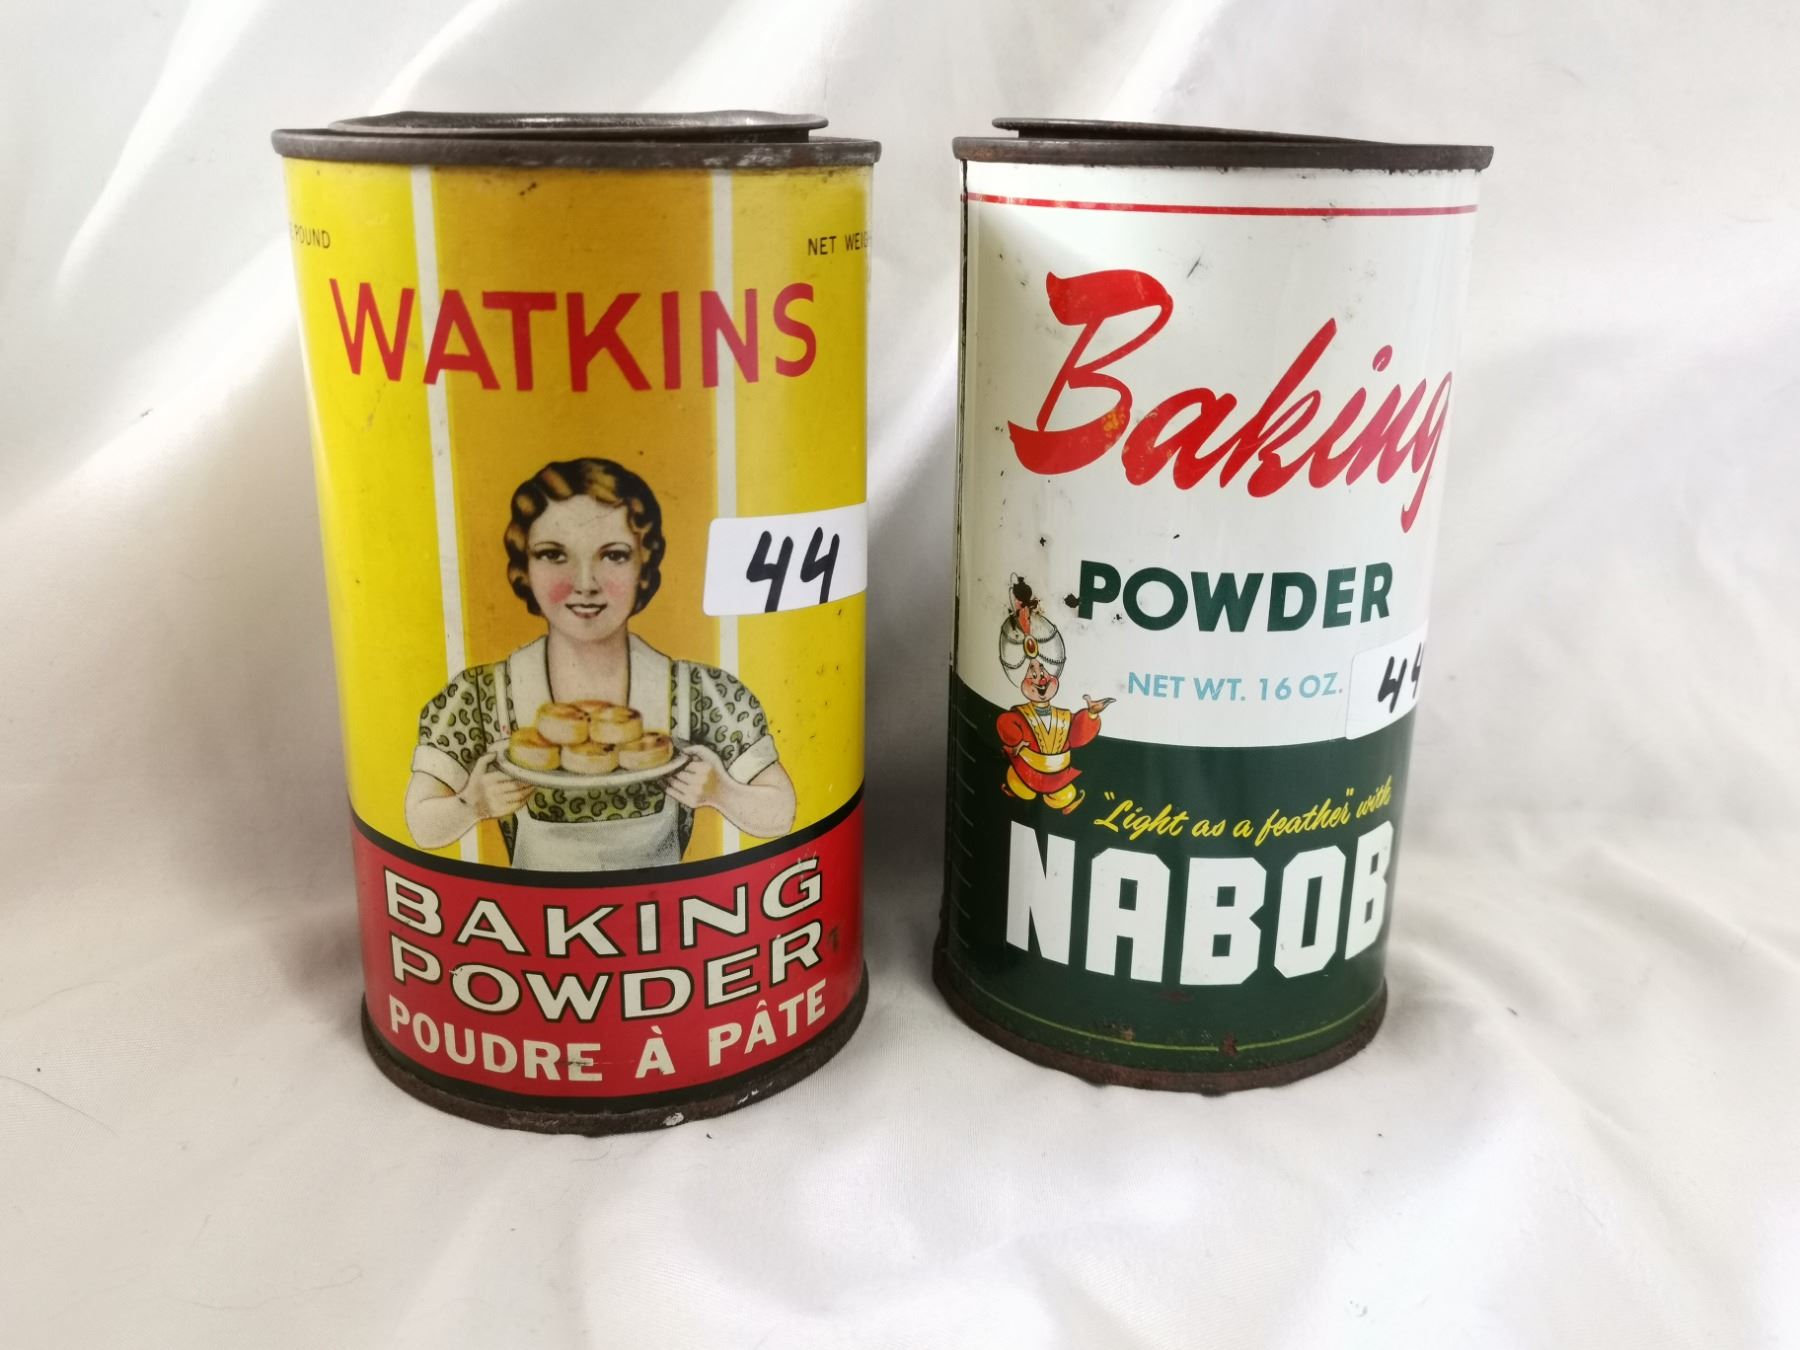 POUND
NET
WATKINS
44
BAKING
POWDER
POUDRE À PÂTE
Baking
POWDER
NET WT. 16 OZ.
44
"Light as a feather" with
NABOB